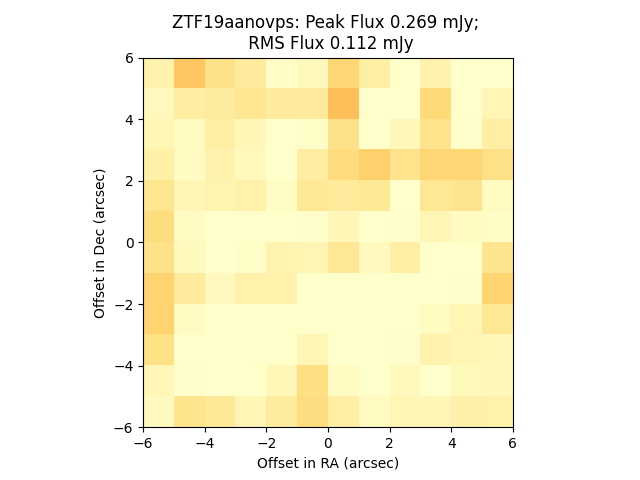 ZTF19aanovps: Peak Flux 0.269 mJy;
RMS Flux 0.112 mJy
6
4
2
0
−2
−4
−6
Offset in Dec (arcsec)
−6 −4 −2 0 2 4 6
Offset in RA (arcsec)